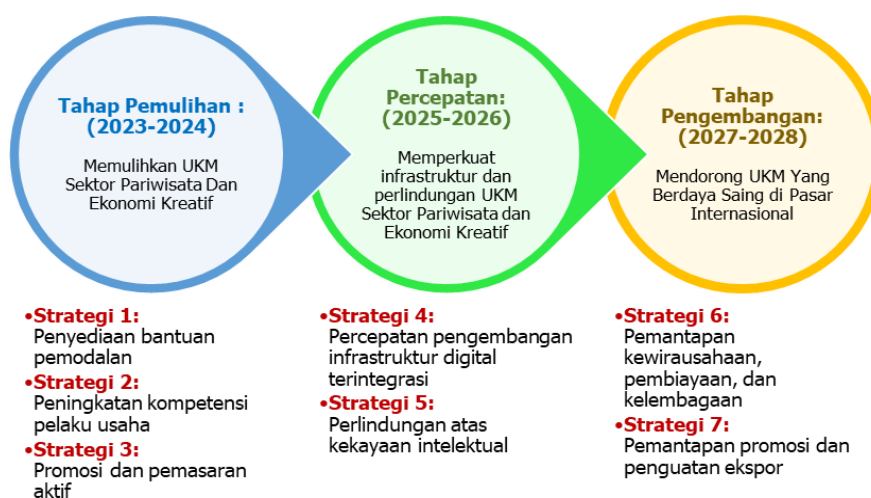 Tahap Pemulihan :
(2023-2024)
Memulihkan UKM
Sektor Pariwisata Dan
Ekonomi Kreatif
Tahap
Percepatan:
(2025-2026)
Memperkuat
infrastruktur dan
perlindungan UKM
Sektor Pariwisata dan
Ekonomi Kreatif
Tahap
Pengembangan:
(2027-2028)
Mendorong UKM Yang
Berdaya Saing di Pasar
Internasional
•Strategi 1:
Penyediaan bantuan
pemodalan
•Strategi 2:
Peningkatan kompetensi
pelaku usaha
•Strategi 3:
Promosi dan pemasaran
aktif
•Strategi 4:
Percepatan pengembangan
infrastruktur digital
terintegrasi
•Strategi 5:
Perlindungan atas
kekayaan intelektual
•Strategi 6:
Pemantapan
kewirausahaan,
pembiayaan, dan
kelembagaan
•Strategi 7:
Pemantapan promosi dan
penguatan ekspor